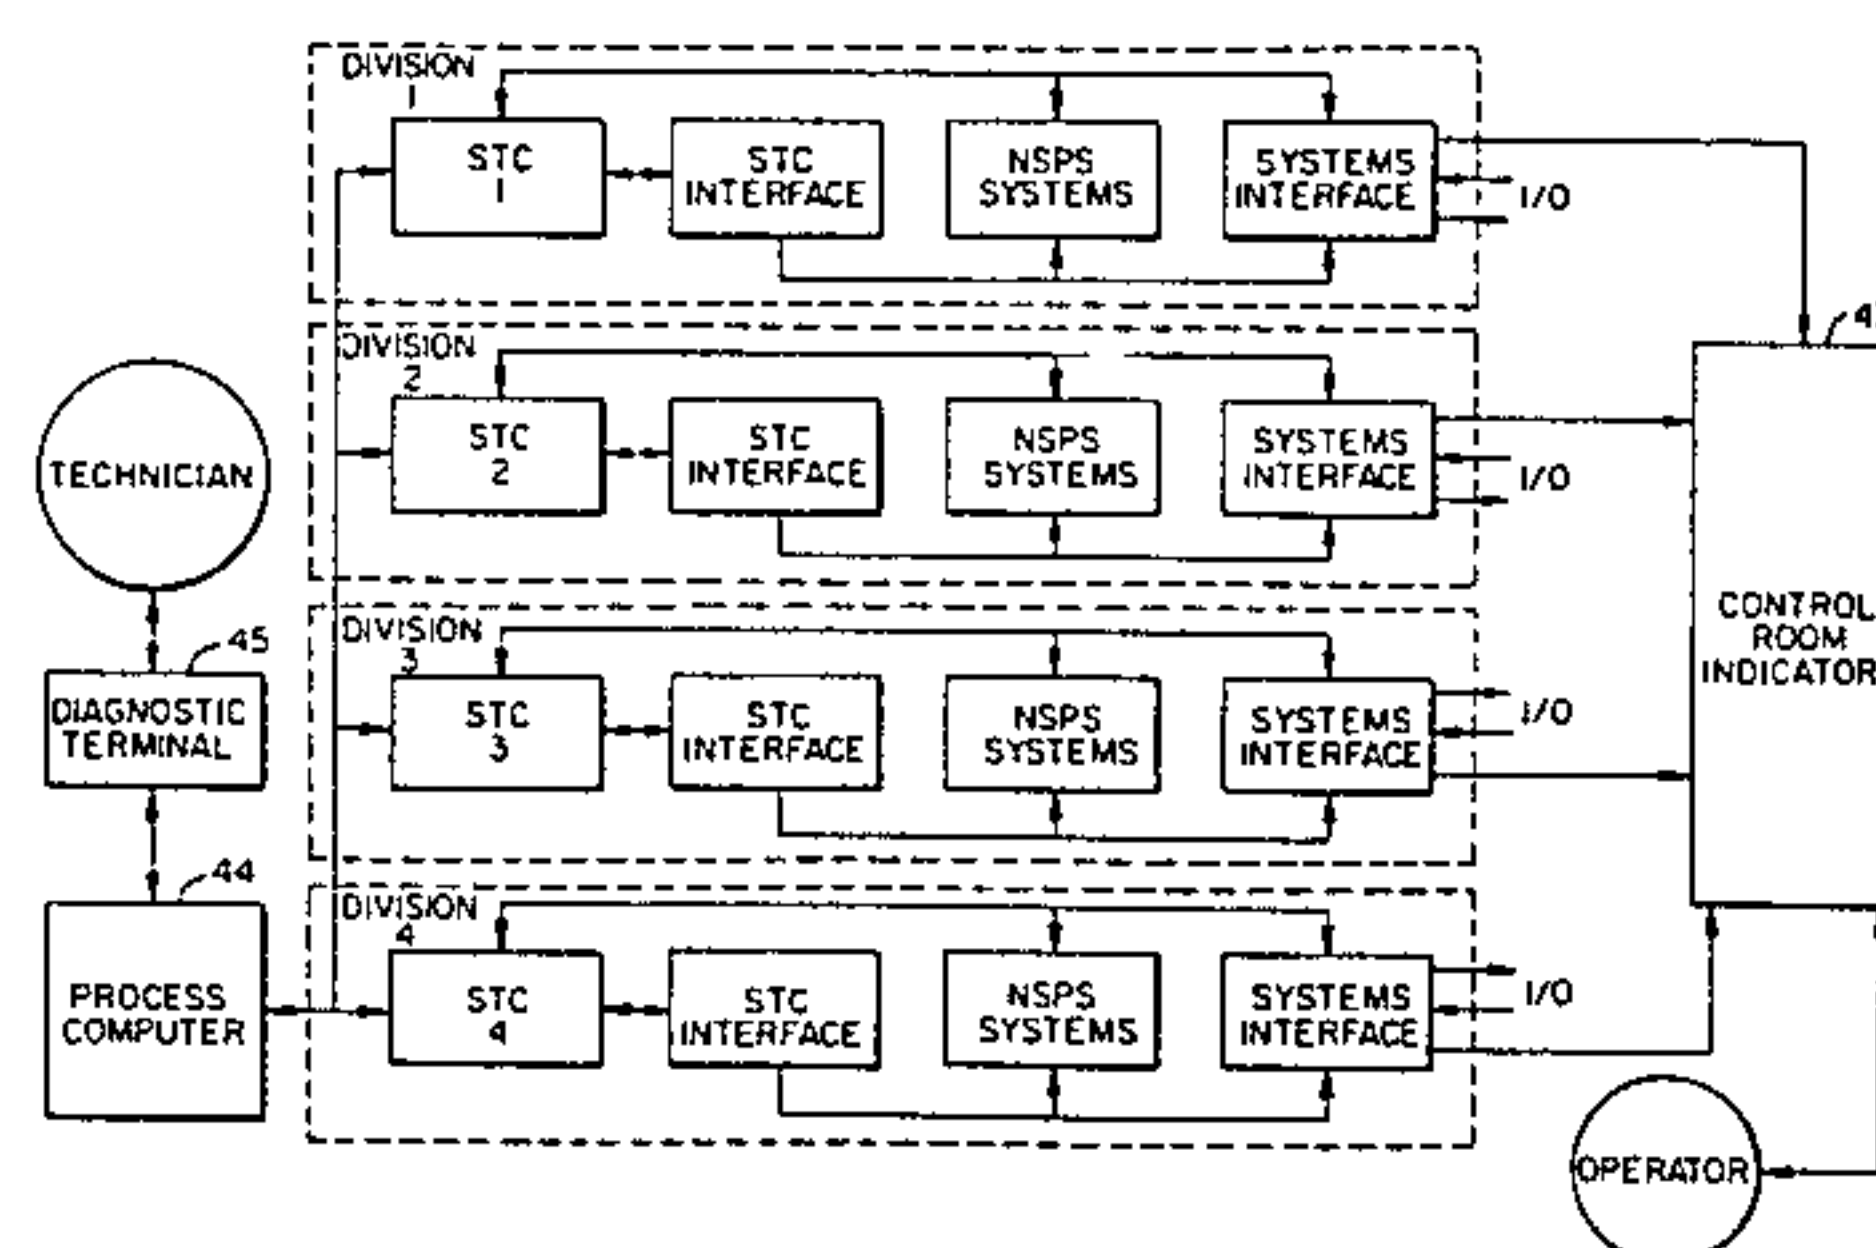 DIVISION
1
STC
1
STC
INTERFACE
NSPS
SYSTEMS
SYSTEMS
INTERFACE
I/O
DIVISION
2
STC
2
STC
INTERFACE
NSPS
SYSTEMS
SYSTEMS
INTERFACE
I/O
TECHNICIAN
45
DIAGNOSTIC
TERMINAL
44
PROCESS
COMPUTER
DIVISION
3
STC
3
STC
INTERFACE
NSPS
SYSTEMS
SYSTEMS
INTERFACE
I/O
DIVISION
4
STC
4
STC
INTERFACE
NSPS
SYSTEMS
SYSTEMS
INTERFACE
I/O
CONTROL
ROOM
INDICATOR
OPERATOR